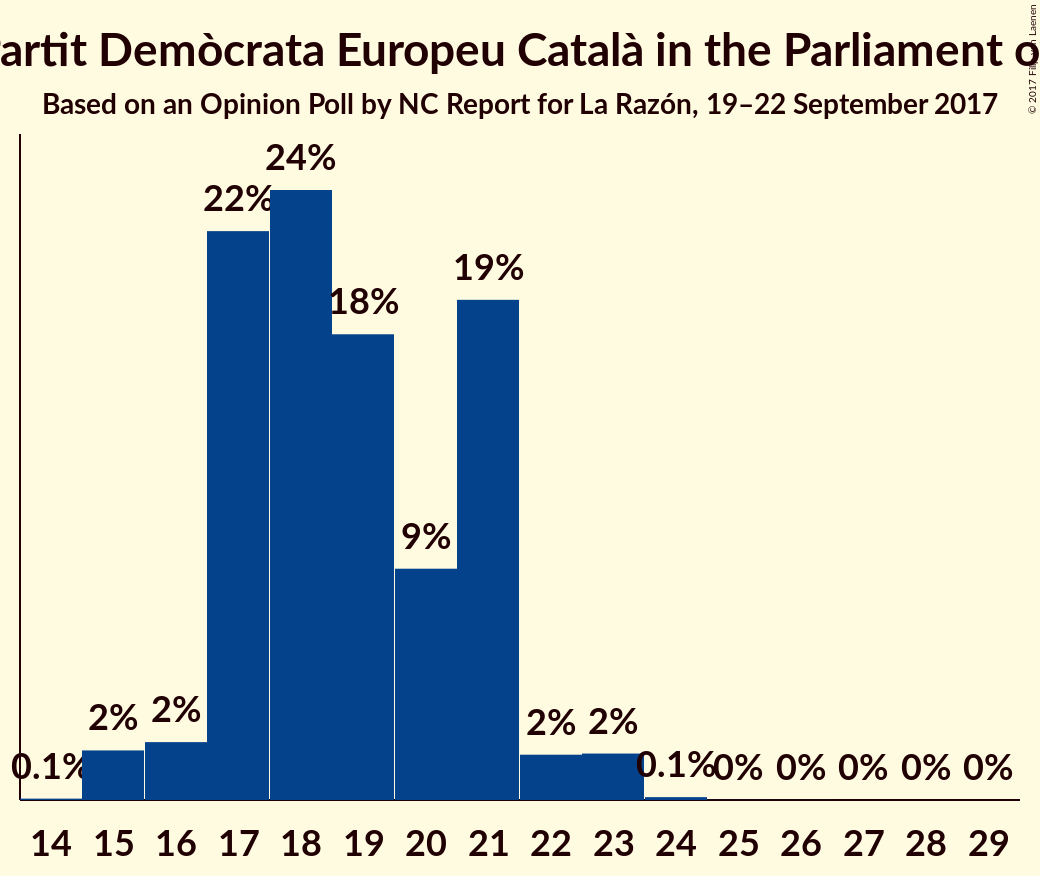 artit Demòcrata Europeu Català in the Parliament o
Based on an Opinion Poll by NC Report for La Razón, 19–22 September 2017
© 2017 Laenen
24%
22%
19%
18%
9%
2% 2% 2% 2%
0.1% 0.1% 0% 0% 0% 0% 0%
14 15 16 17 18 19 20 21 22 23 24 25 26 27 28 29